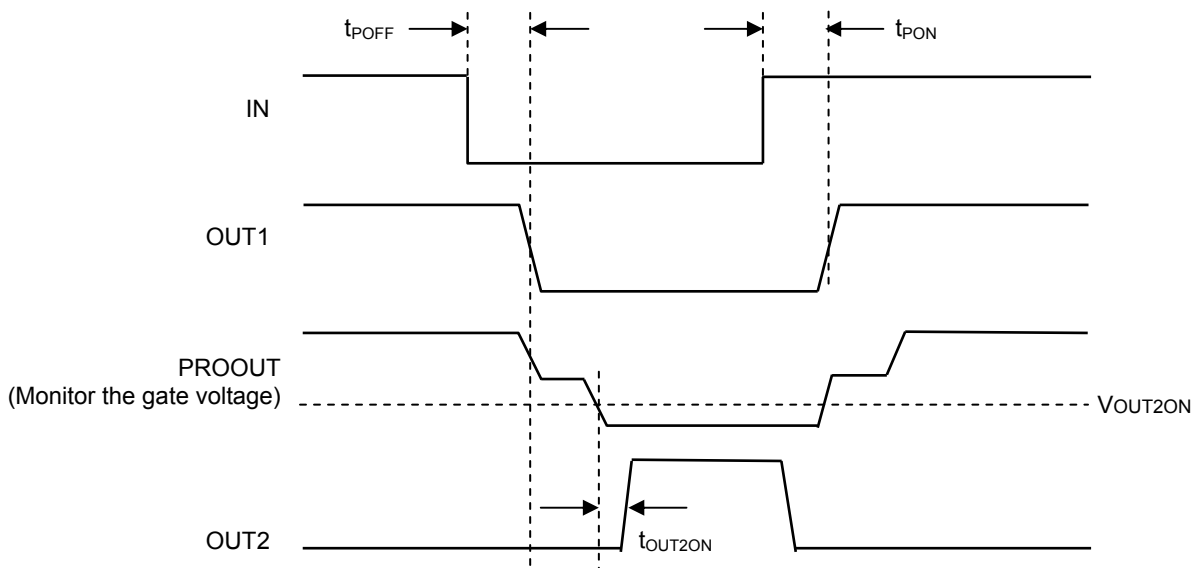 tPOFF
tPON
IN
OUT1
PROOUT
(Monitor the gate voltage)
VOUT2ON
OUT2
tOUT2ON